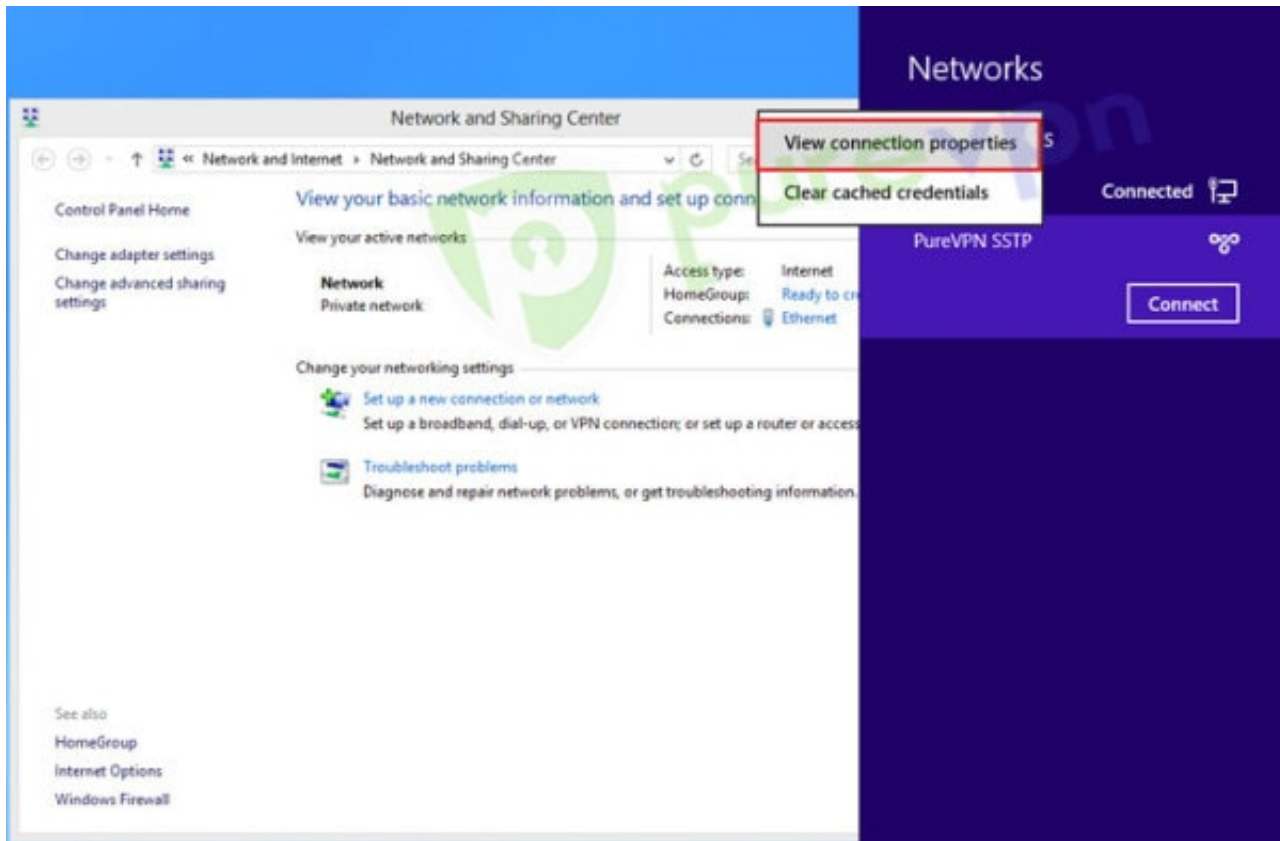 Networks
Network and Sharing Center
View connection properties
Clear cached credentials
s
« Network and Internet Network and Sharing Center
Se
purevpn
Connected
PureVPN SSTP
Connect
Control Panel Home
Change adapter settings
Change advanced sharing
settings
View your basic network information and set up conn
View your active networks
Network
Private network
Access type: Internet
HomeGroup: Ready to cre
Connections: Ethernet
Change your networking settings
Set up a new connection or network
Set up a broadband, dial-up, or VPN connection; or set up a router or access
Troubleshoot problems
Diagnose and repair network problems, or get troubleshooting information.
See also
HomeGroup
Internet Options
Windows Firewall